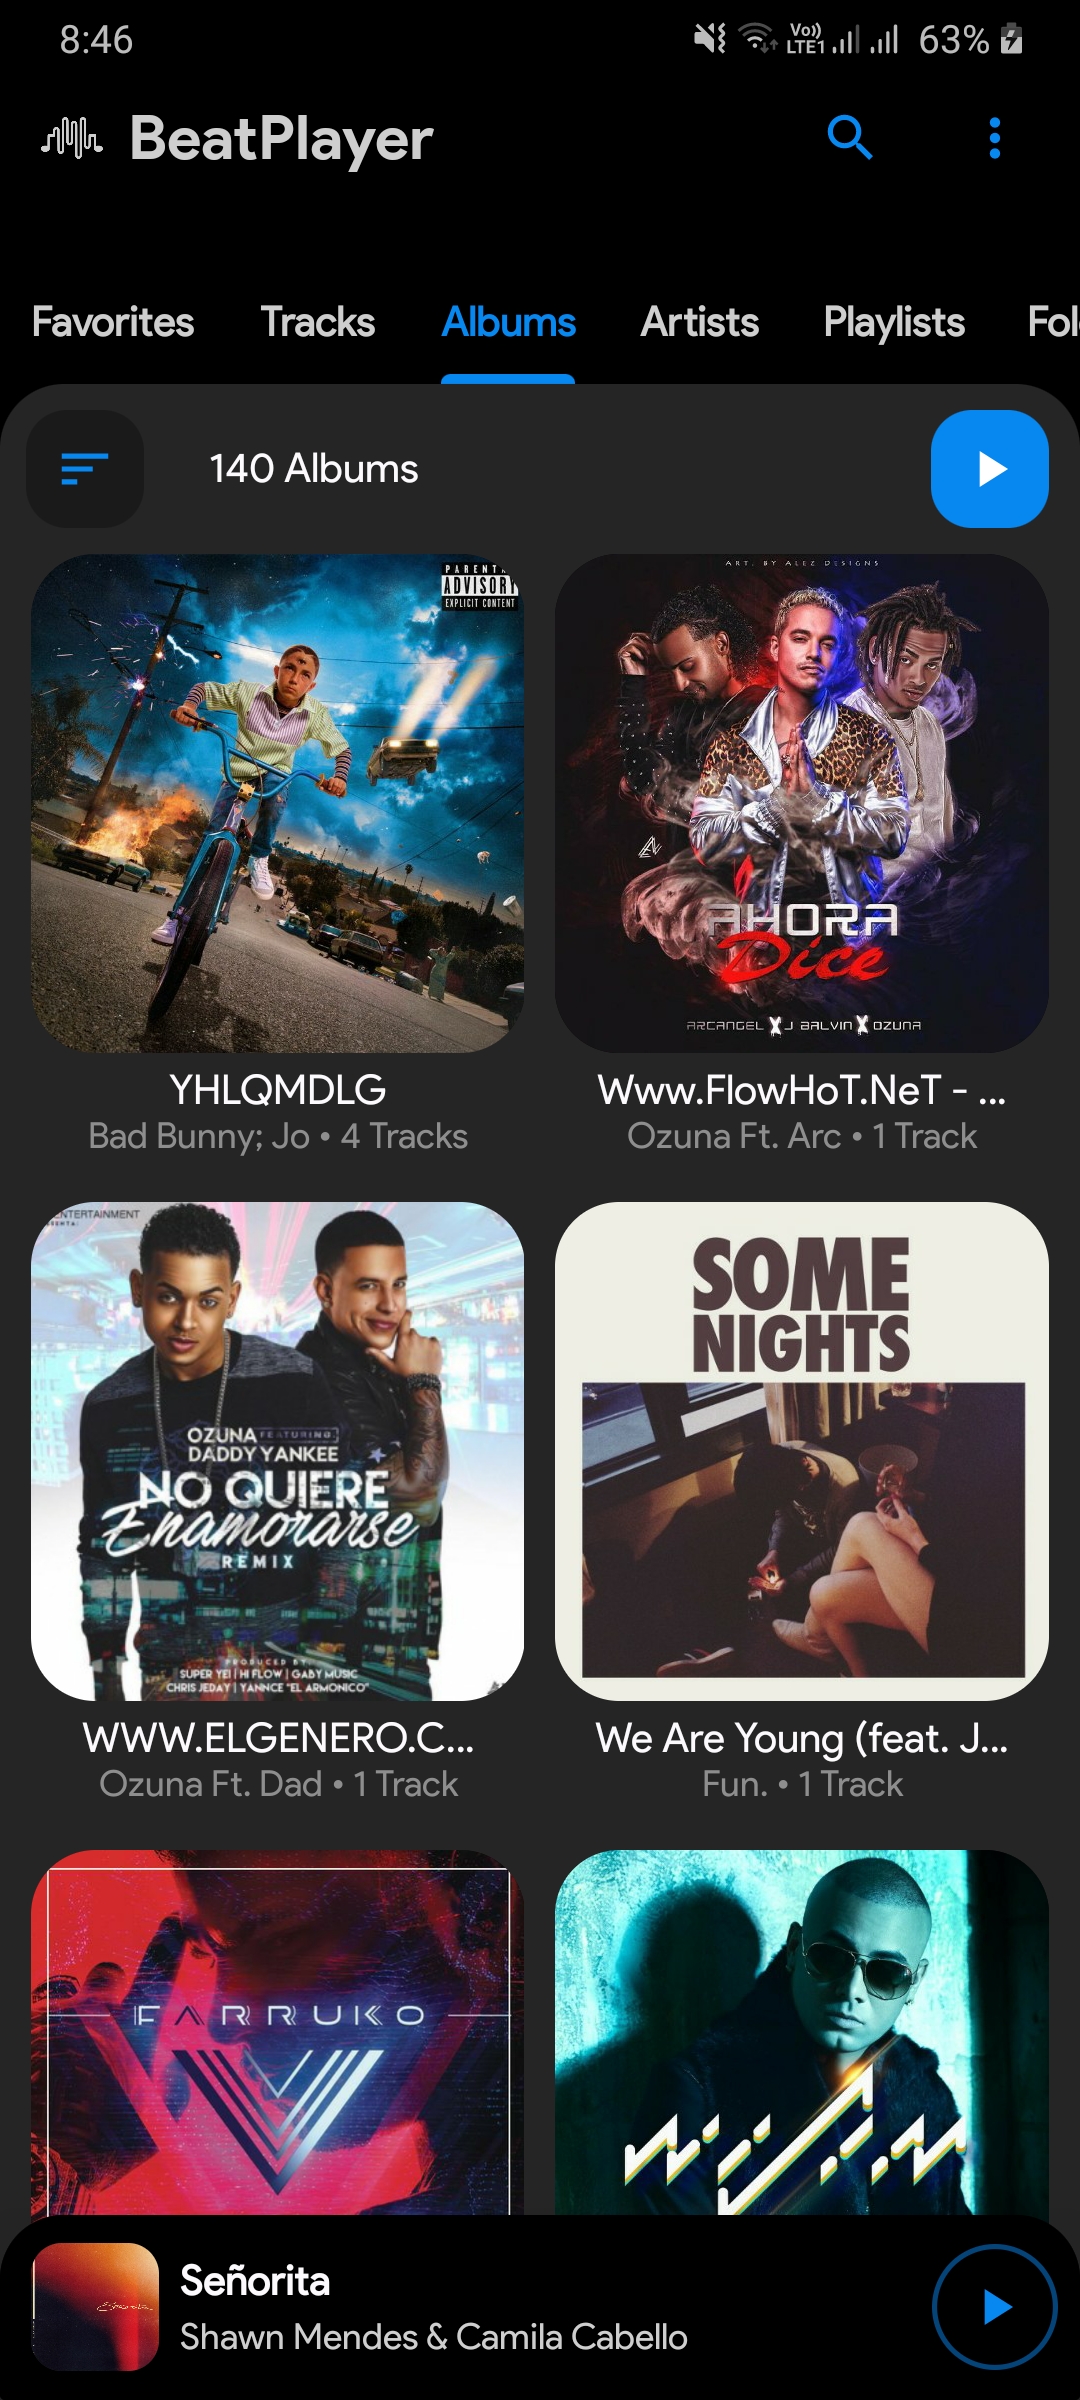 8:46
Vo)) LTE1 63%
BeatPlayer
Favorites Tracks Albums Artists Playlists Fol
140 Albums
PARENTA
ADVISORY
EXPLICIT CONTENT
ART. BY ALEZ DESIGNS
AHORA
Dice
ARCANGEL X J BALVIN X OZUNA
YHLQMDLG
Bad Bunny; Jo • 4 Tracks
Www.FlowHoT.NeT - ...
Ozuna Ft. Arc • 1 Track
ENTERTAINMENT
OZUNA FEATURING:
DADDY YANKEE
NO QUIERE
Enamorarse
REMIX
PRODUCED BY:
SUPER YEI | HI FLOW | GABY MUSIC
CHRIS JEDAY | YANNCE "EL ARMONICO"
SOME
NIGHTS
WWW.ELGENERO.C...
Ozuna Ft. Dad • 1 Track
We Are Young (feat. J...
Fun. • 1 Track
FARRUKO
Señorita
Shawn Mendes & Camila Cabello